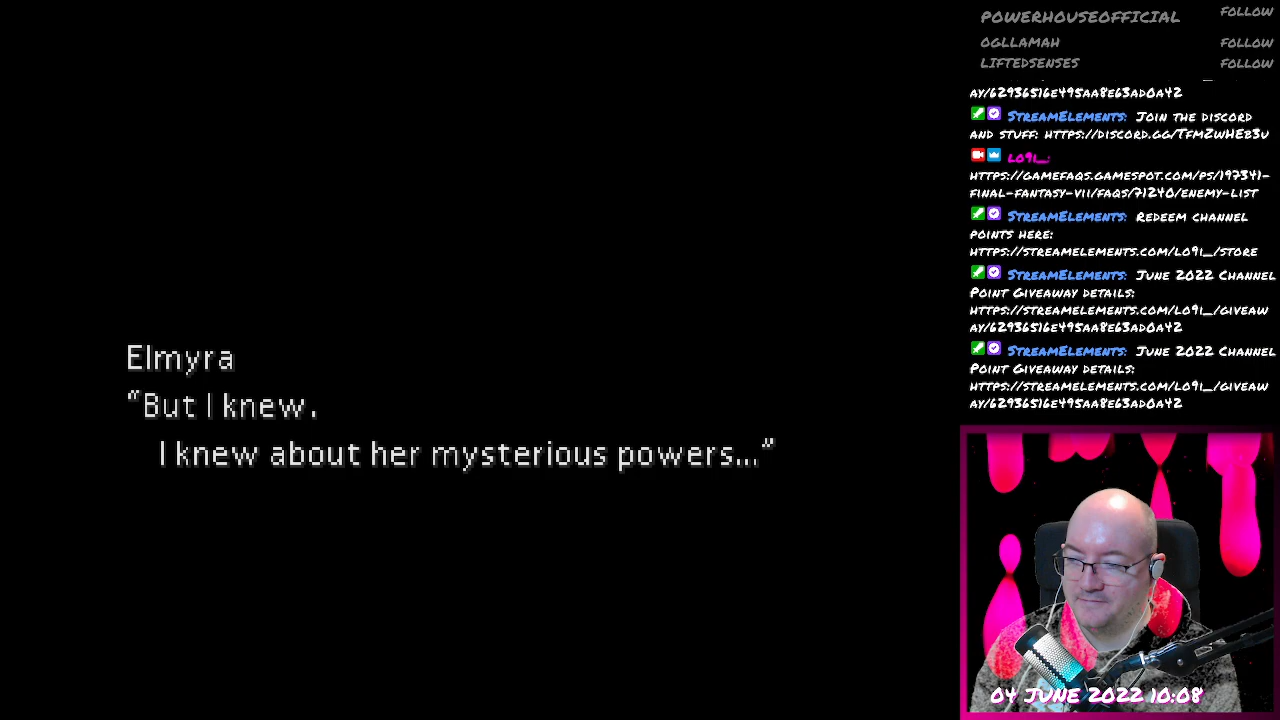 Elmyra
“But I knew.
I knew about her mysterious powers...”
POWERHOUSEOFFICIAL FOLLOW
OGLLAMAH FOLLOW
LIFTEDSENSES FOLLOW
AY/62936516E495AA8E63AD0A42
STREAMELEMENTS: JOIN THE DISCORD
AND STUFF: HTTPS://DISCORD.GG/TFMZWHE83U
LO9I_:
HTTPS://GAMEFAQS.GAMESPOT.COM/PS/197341-
FINAL-FANTASY-VII/FAQS/71240/ENEMY-LIST
STREAMELEMENTS: REDEEM CHANNEL
POINTS HERE:
HTTPS://STREAMELEMENTS.COM/LO9I_/STORE
STREAMELEMENTS: JUNE 2022 CHANNEL
POINT GIVEAWAY DETAILS:
HTTPS://STREAMELEMENTS.COM/LO9I_/GIVEAW
AY/62936516E495AA8E63AD0A42
STREAMELEMENTS: JUNE 2022 CHANNEL
POINT GIVEAWAY DETAILS:
HTTPS://STREAMELEMENTS.COM/LO9I_/GIVEAW
AY/62936516E495AA8E63AD0A42
04 JUNE 2022 10:08